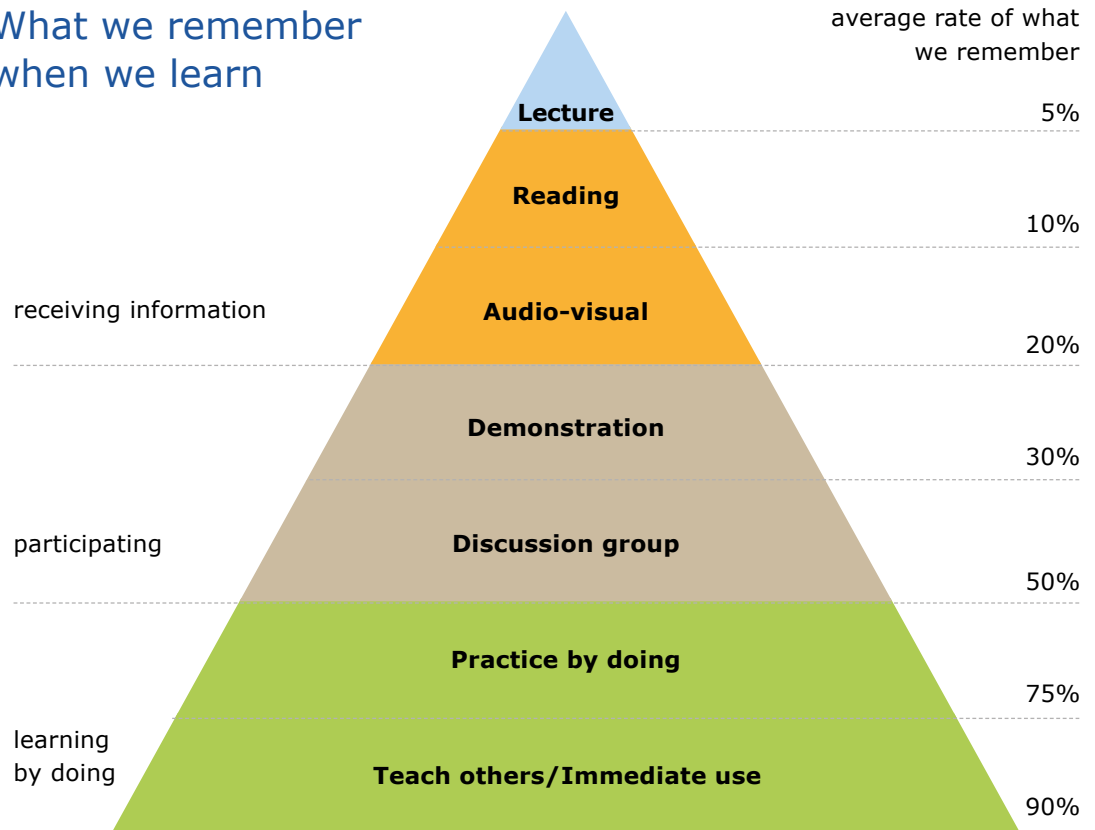 What we remember
when we learn
average rate of what
we remember
Lecture
5%
Reading
10%
receiving information
Audio-visual
20%
Demonstration
30%
participating
Discussion group
50%
Practice by doing
75%
learning
by doing
Teach others/Immediate use
90%